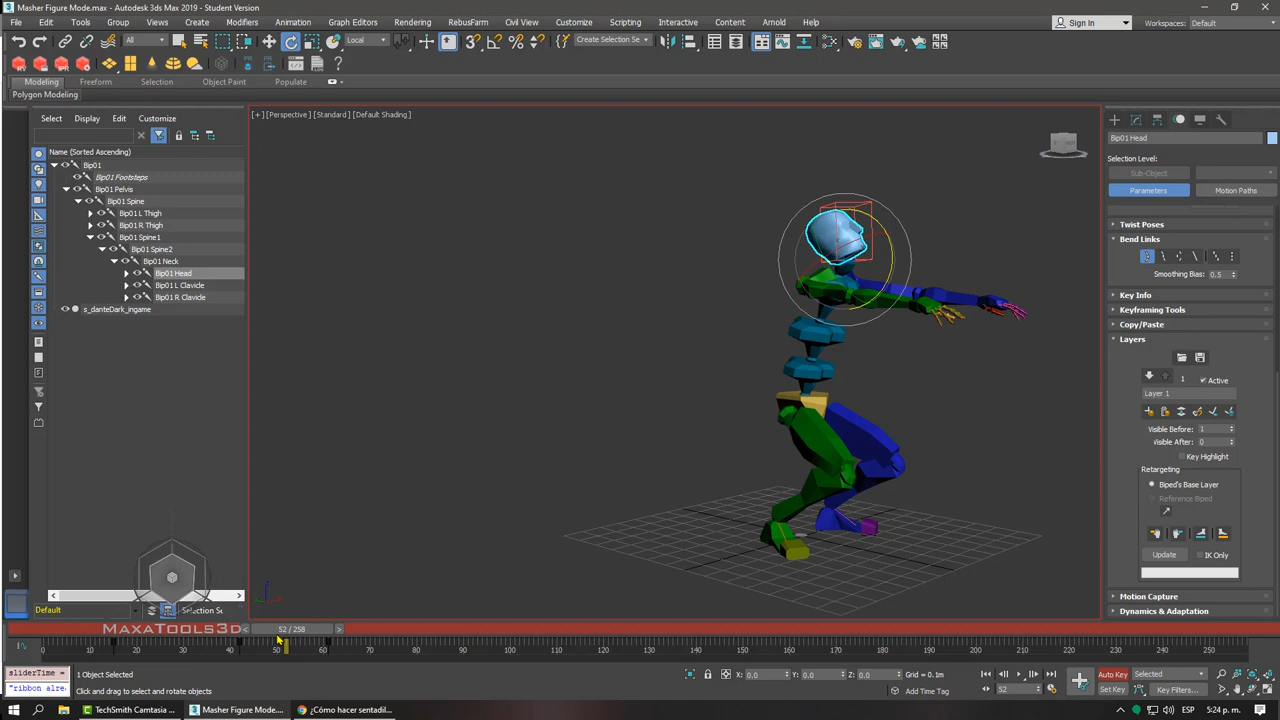 Masher Figure Mode.max - Autodesk 3ds Max 2019 - Student Version
File Edit Tools Group Views Create Modifiers Animation Graph Editors Rendering RebusFarm Civil View Customize Scripting Interactive Content Arnold Help
Sign In
Workspaces: Default
All
Local
Create Selection Se
Modeling Freeform Selection Object Paint Populate
Polygon Modeling
Select Display Edit Customize
Name (Sorted Ascending)
Bip01
Bip01 Footsteps
Bip01 Pelvis
Bip01 Spine
Bip01 L Thigh
Bip01 R Thigh
Bip01 Spine1
Bip01 Spine2
Bip01 Neck
Bip01 Head
Bip01 L Clavicle
Bip01 R Clavicle
s_danteDark_ingame
Default
Selection Se
MAXATOOLS3D
[+] [Perspective] [Standard] [Default Shading]
Bip01 Head
Selection Level:
Sub-Object
Parameters
Motion Paths
Twist Poses
Bend Links
Smoothing Bias: 0.5
Key Info
Keyframing Tools
Copy/Paste
Layers
1
Active
Layer 1
Visible Before: 1
Visible After: 0
Key Highlight
Retargeting
Biped's Base Layer
Reference Biped
Update
IK Only
Motion Capture
Dynamics & Adaptation
< 52 / 258 >
0 10 20 30 40 50 60 70 80 90 100 110 120 130 140 150 160 170 180 190 200 210 220 230 240 250
sliderTime =
"ribbon alre
1 Object Selected
Click and drag to select and rotate objects
X: 0.0
Y: 0.0
Z: 0.0
Grid = 0.1m
Add Time Tag
52
Auto Key
Selected
Set Key
Key Filters...
TechSmith Camtasia
Masher Figure Mode....
¿Cómo hacer sentadil...
ESP
5:24 p. m.